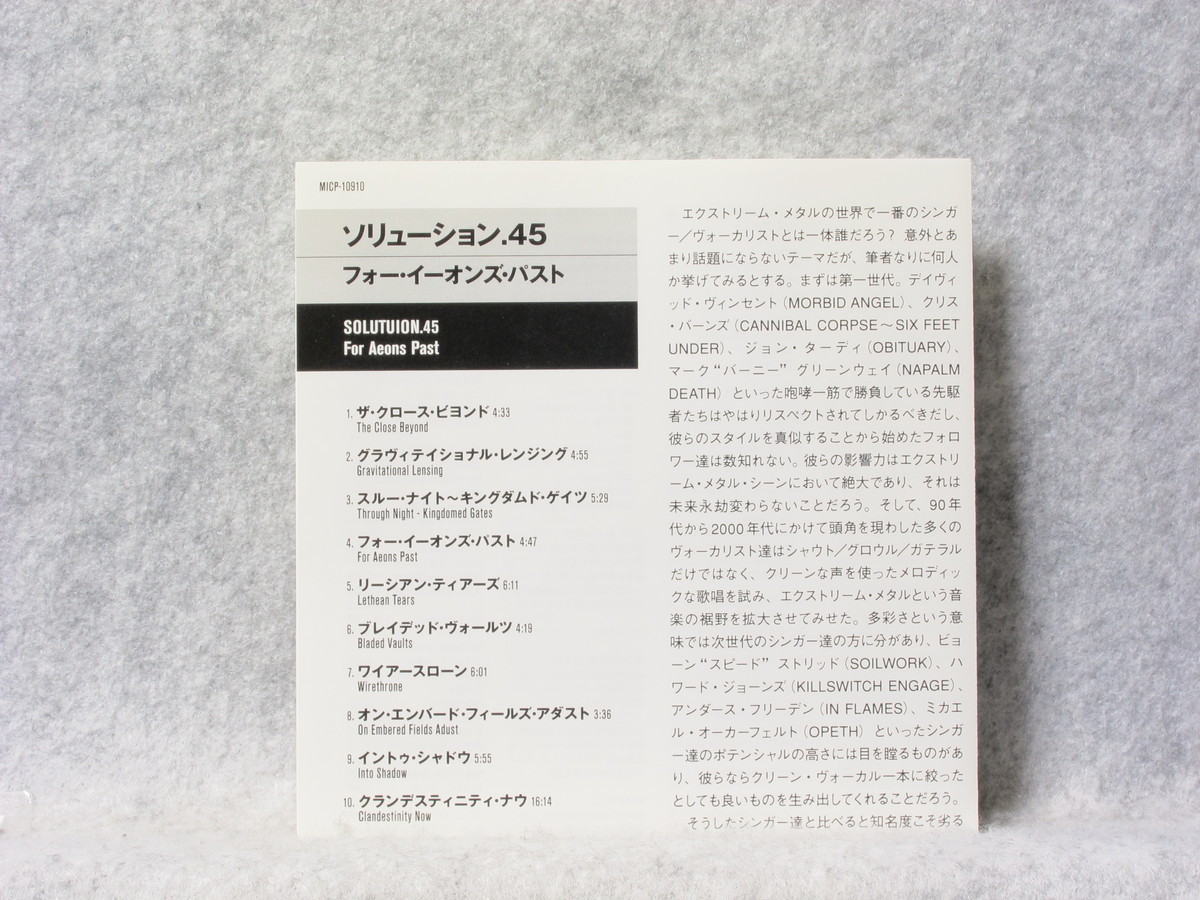 MICP-10910
ソリューション.45
フォー・イーオンズ・パスト
SOLUTUION.45
For Aeons Past
1. ザ・クロース・ビヨンド 4:33
The Close Beyond
2. グラヴィテイショナル・レンジング 4:55
Gravitational Lensing
3. スルー・ナイト〜キングダムド・ゲイツ 5:29
Through Night - Kingdomed Gates
4. フォー・イーオンズ・パスト 4:47
For Aeons Past
5. リーシアン・ティアーズ 6:11
Lethean Tears
6. ブレイデッド・ヴォールツ 4:19
Bladed Vaults
7. ワイアースローン 6:01
Wirethrone
8. オン・エンバード・フィールズ・アダスト 3:36
On Embered Fields Adust
9. イントゥ・シャドウ 5:55
Into Shadow
10. クランデスティニティ・ナウ 16:14
Clandestinity Now
エクストリーム・メタルの世界で一番のシンガ
ー／ヴォーカリストとは一体誰だろう？ 意外とあ
まり話題にならないテーマだが、筆者なりに何人
か挙げてみるとする。まずは第一世代。デイヴィ
ッド・ヴィンセント（MORBID ANGEL）、クリス
・バーンズ（CANNIBAL CORPSE〜SIX FEET
UNDER）、ジョン・ターディ（OBITUARY）、
マーク“バーニー”グリーンウェイ（NAPALM
DEATH）といった咆哮一筋で勝負している先駆
者たちはやはりリスペクトされてしかるべきだし、
彼らのスタイルを真似することから始めたフォロ
ワー達は数知れない。彼らの影響力はエクストリ
ーム・メタル・シーンにおいて絶大であり、それは
未来永劫変わらないことだろう。そして、90年
代から2000年代にかけて頭角を現わした多くの
ヴォーカリスト達はシャウト／グロウル／ガテラル
だけではなく、クリーンな声を使ったメロディッ
クな歌唱を試み、エクストリーム・メタルという音
楽の裾野を拡大させてみせた。多彩さという意
味では次世代のシンガー達の方に分があり、ビョ
ーン“スピード”ストリッド（SOILWORK）、ハ
ワード・ジョーンズ（KILLSWITCH ENGAGE）、
アンダース・フリーデン（IN FLAMES）、ミカエ
ル・オーカーフェルト（OPETH）といったシンガ
ー達のポテンシャルの高さには目を瞠るものがあ
り、彼らならクリーン・ヴォーカル一本に絞った
としても良いものを生み出してくれることだろう。
そうしたシンガー達と比べると知名度こそ劣る